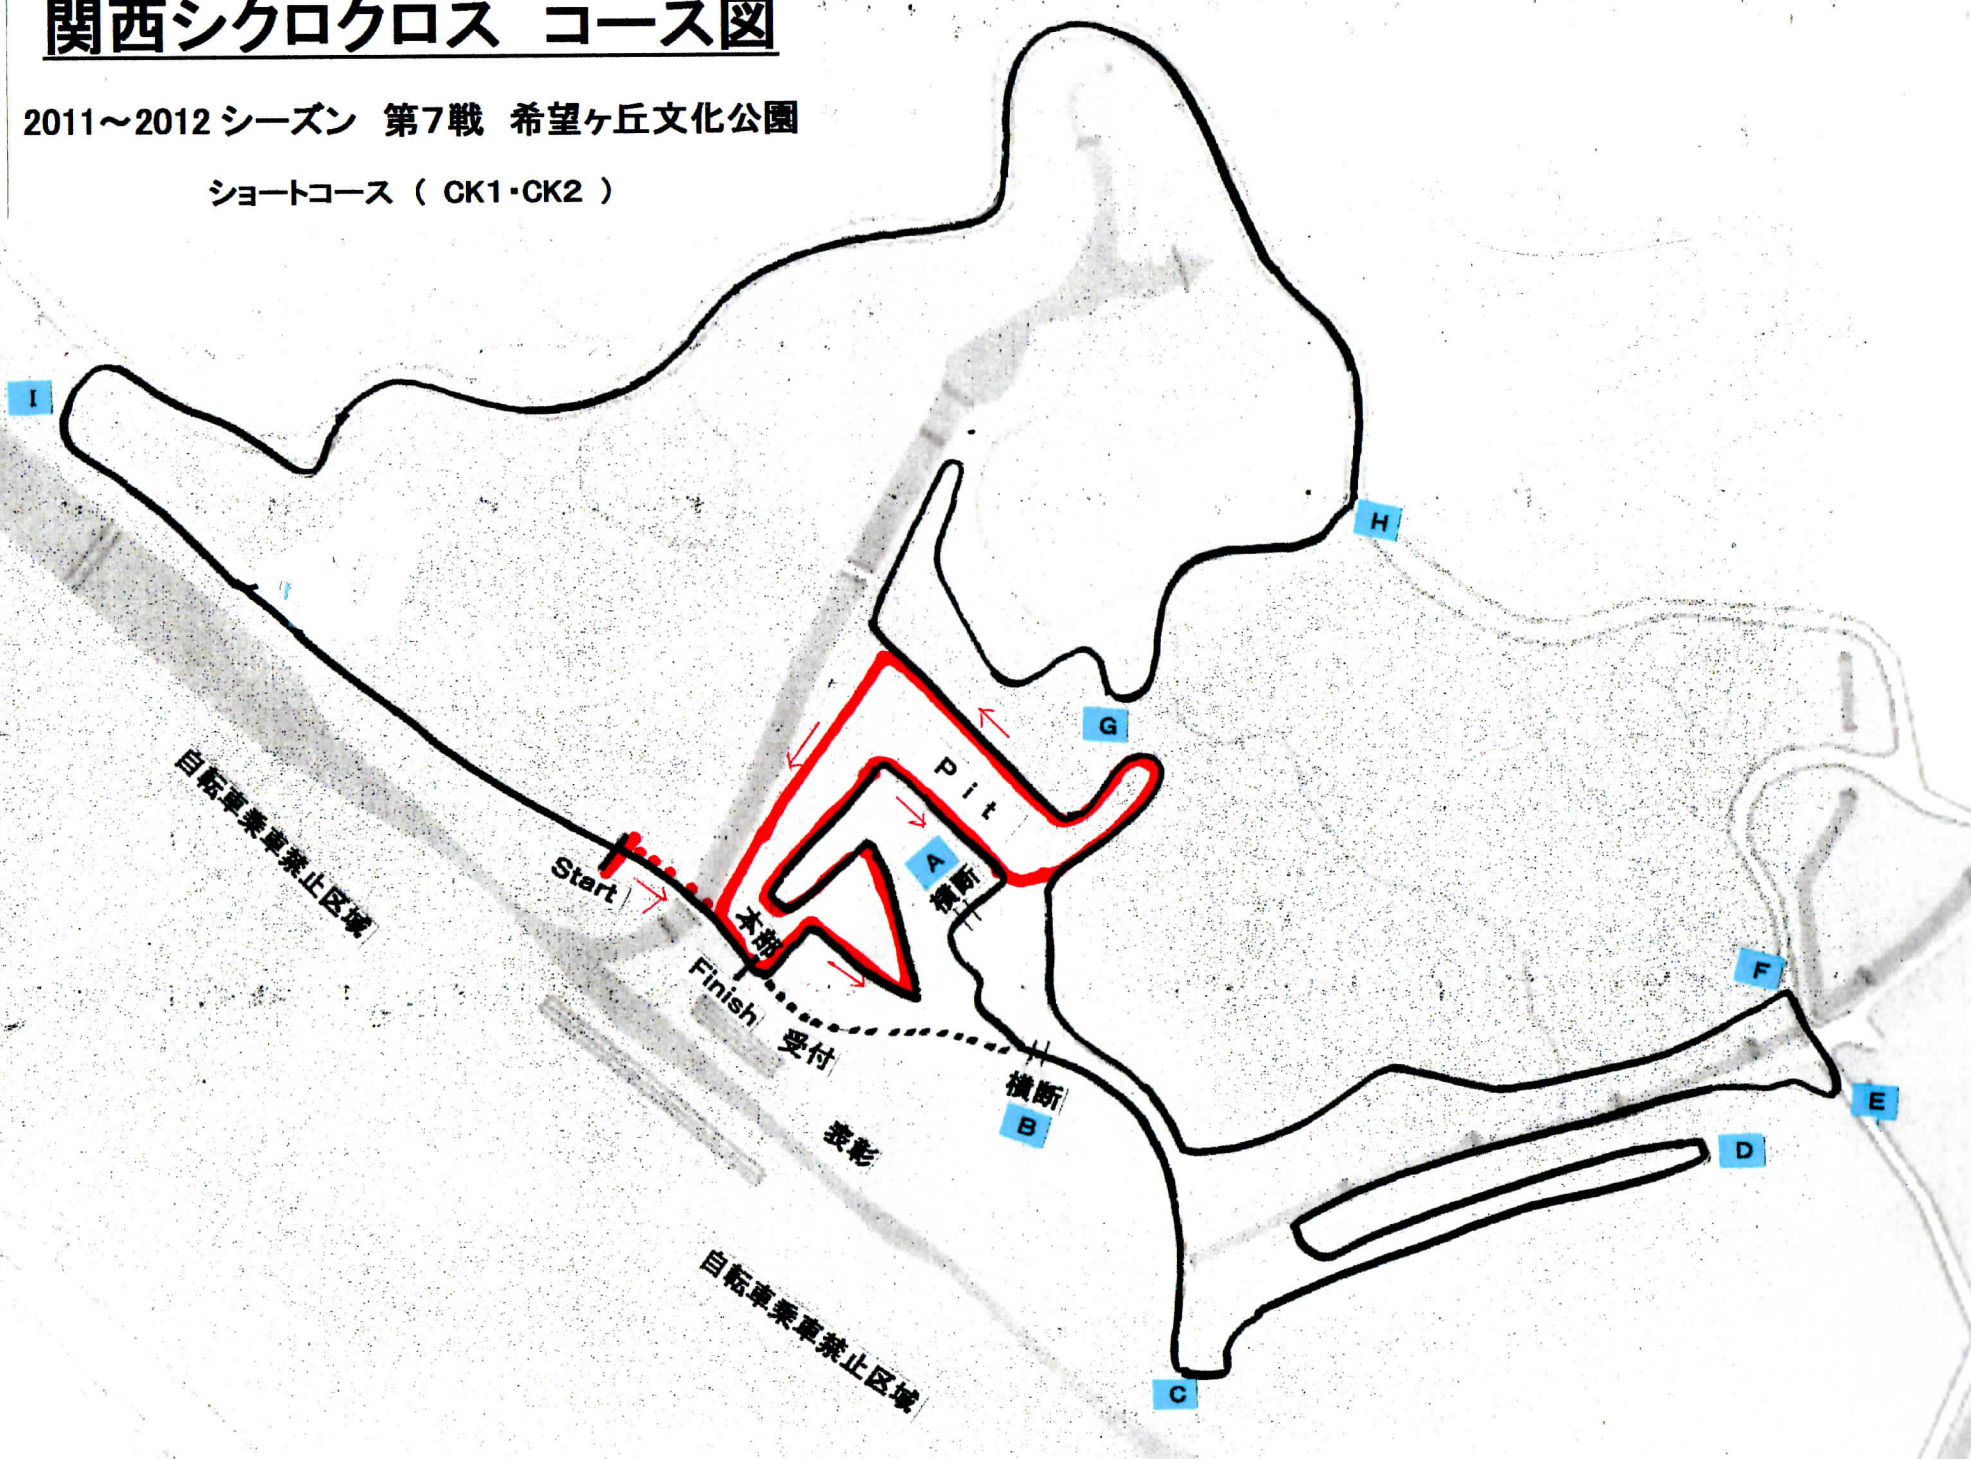 関西シクロクロス コース図
2011～2012 シーズン 第7戦 希望ヶ丘文化公園
ショートコース ( CK1・CK2 )
I
H
G
Pit
A
横断
Start
本部
Finish
受付
横断
B
表彰
自転車乗車禁止区域
自転車乗車禁止区域
F
E
D
C